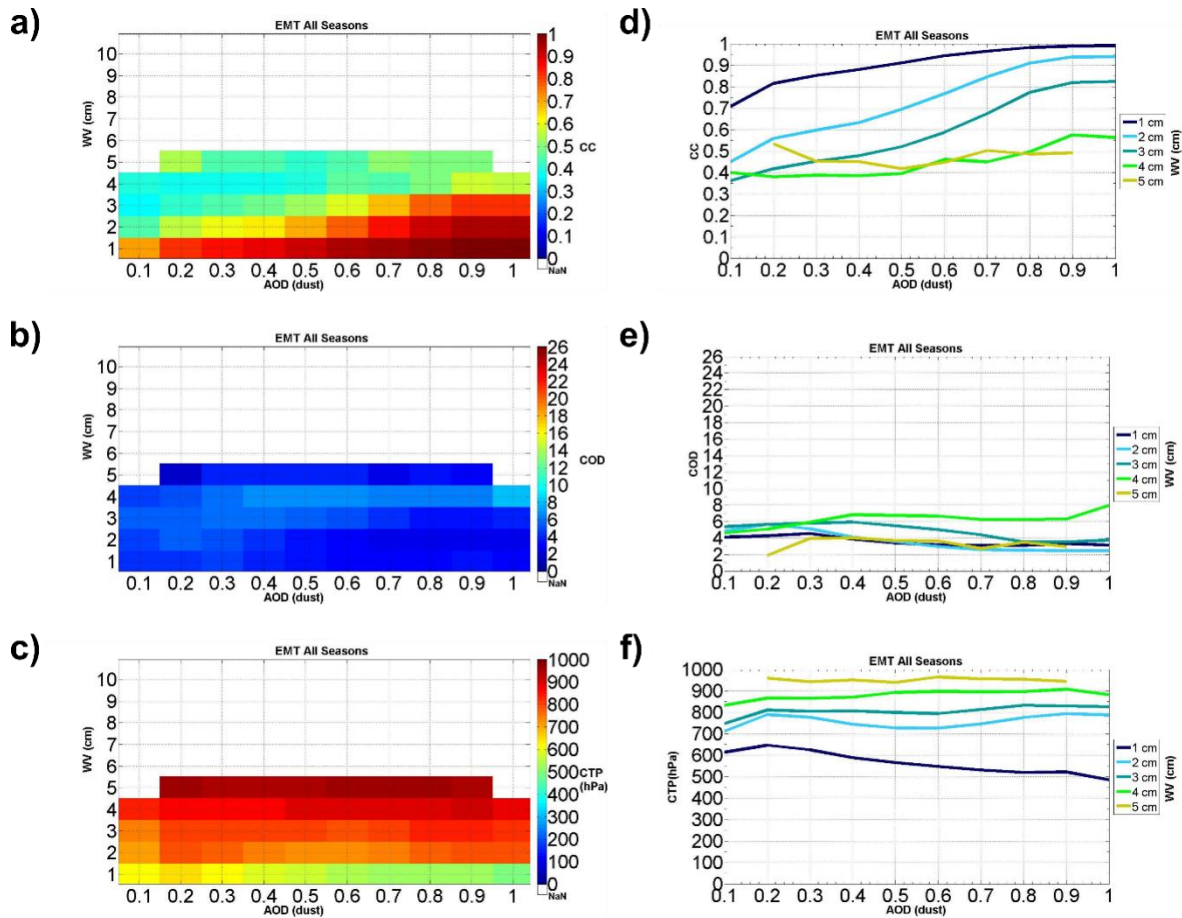 a)
EMT All Seasons
WV (cm)
10
9
8
7
6
5
4
3
2
1
0.1 0.2 0.3 0.4 0.5 0.6 0.7 0.8 0.9 1
AOD (dust)
1
0.9
0.8
0.7
0.6
0.5
0.4
0.3
0.2
0.1
0
CC
NaN
d)
EMT All Seasons
CC
1
0.9
0.8
0.7
0.6
0.5
0.4
0.3
0.2
0.1
0
0.1 0.2 0.3 0.4 0.5 0.6 0.7 0.8 0.9 1
AOD (dust)
1 cm
2 cm
3 cm
4 cm
5 cm
WV (cm)
b)
EMT All Seasons
WV (cm)
10
9
8
7
6
5
4
3
2
1
0.1 0.2 0.3 0.4 0.5 0.6 0.7 0.8 0.9 1
AOD (dust)
26
24
22
20
18
16
14
12
10
8
6
4
2
0
COD
NaN
e)
EMT All Seasons
COD
26
24
22
20
18
16
14
12
10
8
6
4
2
0
0.1 0.2 0.3 0.4 0.5 0.6 0.7 0.8 0.9 1
AOD (dust)
1 cm
2 cm
3 cm
4 cm
5 cm
WV (cm)
c)
EMT All Seasons
WV (cm)
10
9
8
7
6
5
4
3
2
1
0.1 0.2 0.3 0.4 0.5 0.6 0.7 0.8 0.9 1
AOD (dust)
1000
900
800
700
600
500
400
300
200
100
0
CTP
(hPa)
NaN
f)
EMT All Seasons
CTP(hPa)
1000
900
800
700
600
500
400
300
200
100
0
0.1 0.2 0.3 0.4 0.5 0.6 0.7 0.8 0.9 1
AOD (dust)
1 cm
2 cm
3 cm
4 cm
5 cm
WV (cm)